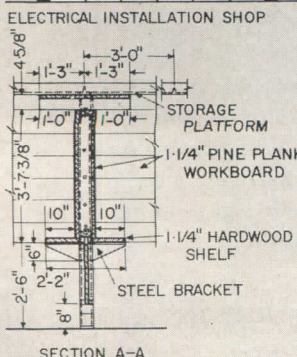 ELECTRICAL INSTALLATION SHOP
3'-0"
4-5/8"
1'-3" 1'-3"
STORAGE
PLATFORM
1'-0" 1'-0"
3'-7-3/8"
1-1/4" PINE PLANK
WORKBOARD
10" 10"
1-1/4" HARDWOOD
SHELF
6"
2'-2"
STEEL BRACKET
2'-6"
8"
SECTION A-A